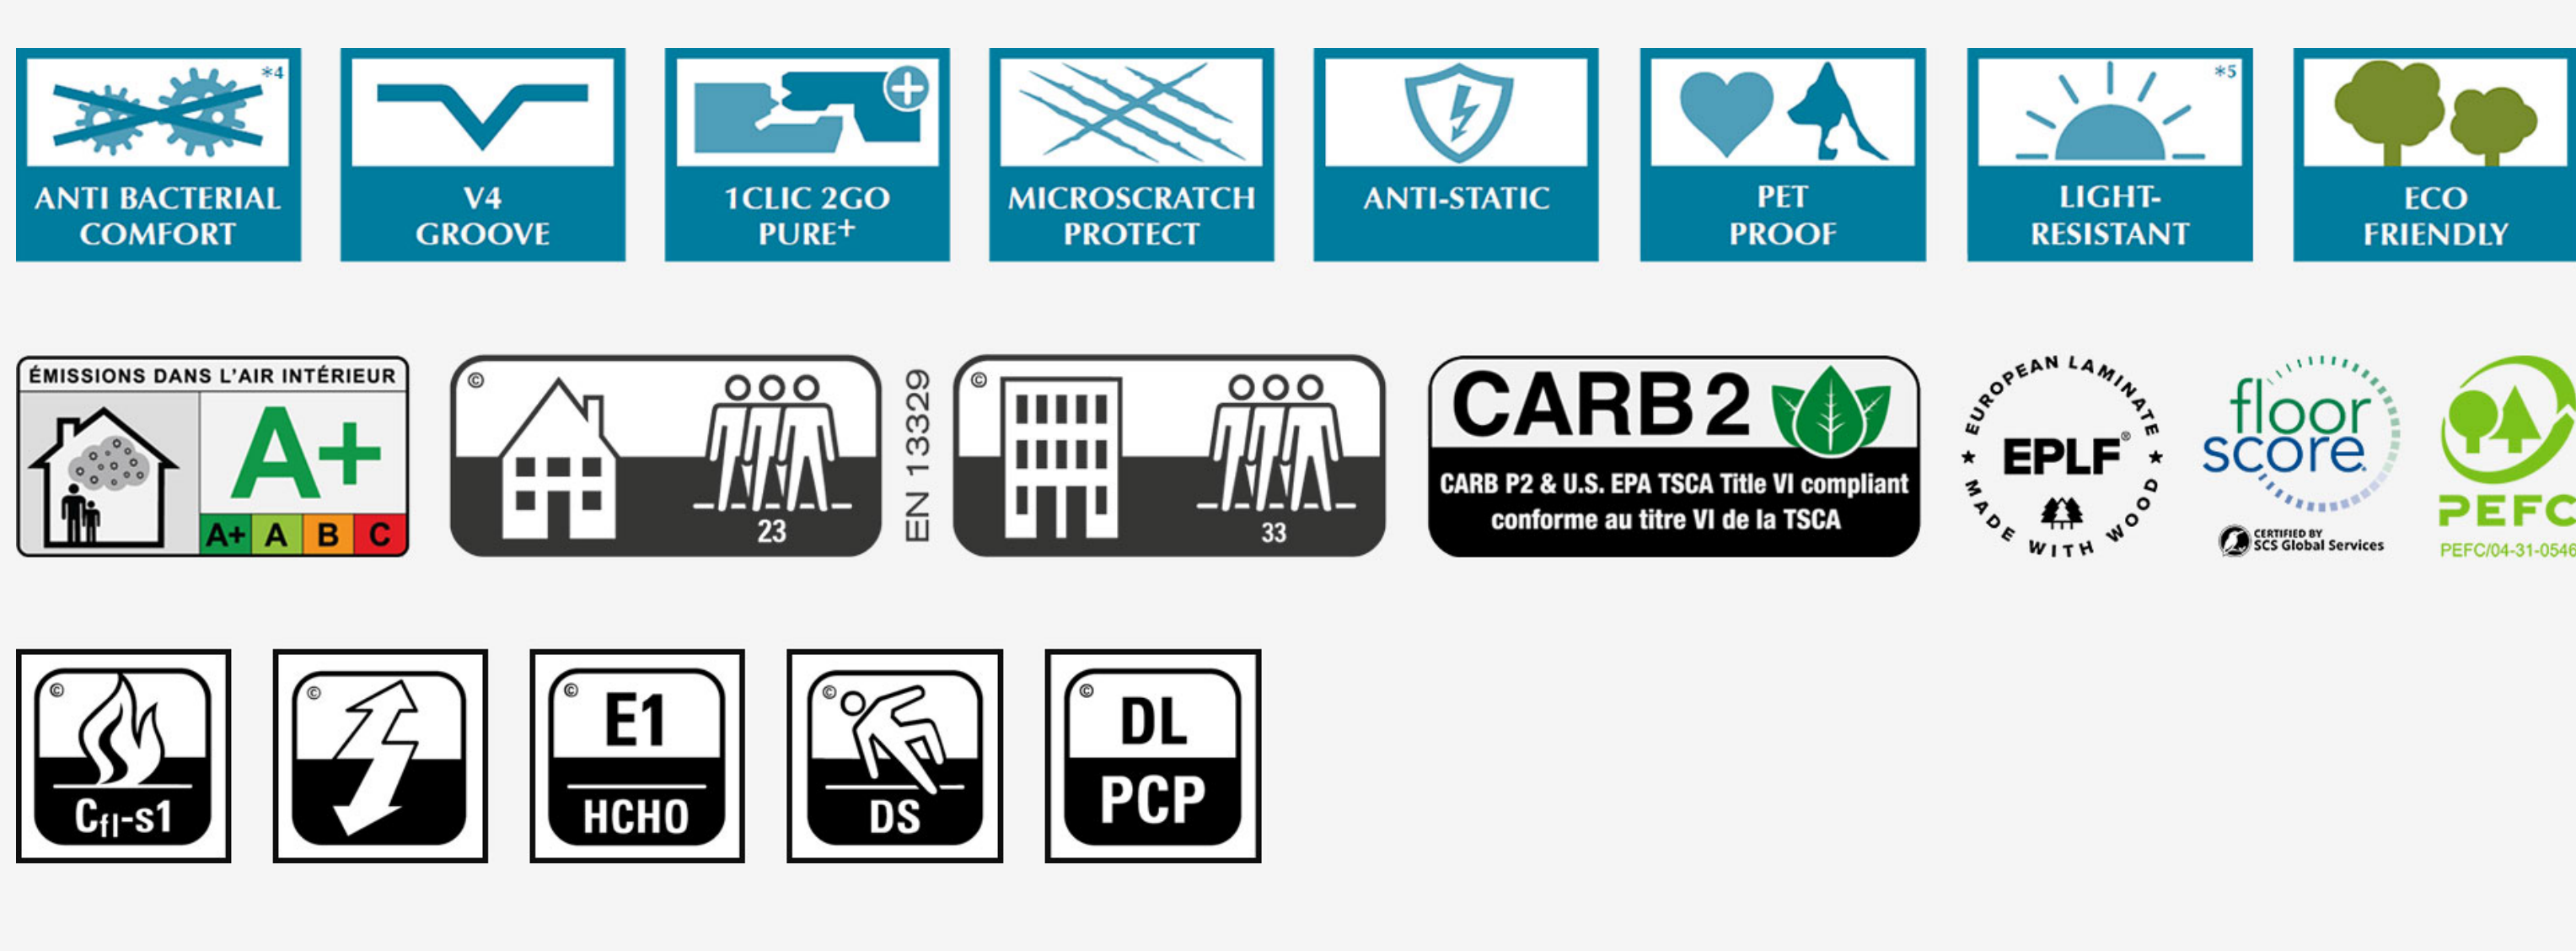 *4
ANTI BACTERIAL
COMFORT
V4
GROOVE
1CLIC 2GO
PURE+
MICROSCRATCH
PROTECT
ANTI-STATIC
PET
PROOF
*5
LIGHT-
RESISTANT
ECO
FRIENDLY
ÉMISSIONS DANS L'AIR INTÉRIEUR
A+
A+ A B C
©
23
EN 13329
©
33
CARB 2
CARB P2 & U.S. EPA TSCA Title VI compliant
conforme au titre VI de la TSCA
EUROPEAN LAMINATE
EPLF®
MADE WITH WOOD
floor
score
CERTIFIED BY
SCS Global Services
PEFC
PEFC/04-31-0546
©
Cfl-s1
©
©
E1
HCHO
©
DS
©
DL
PCP